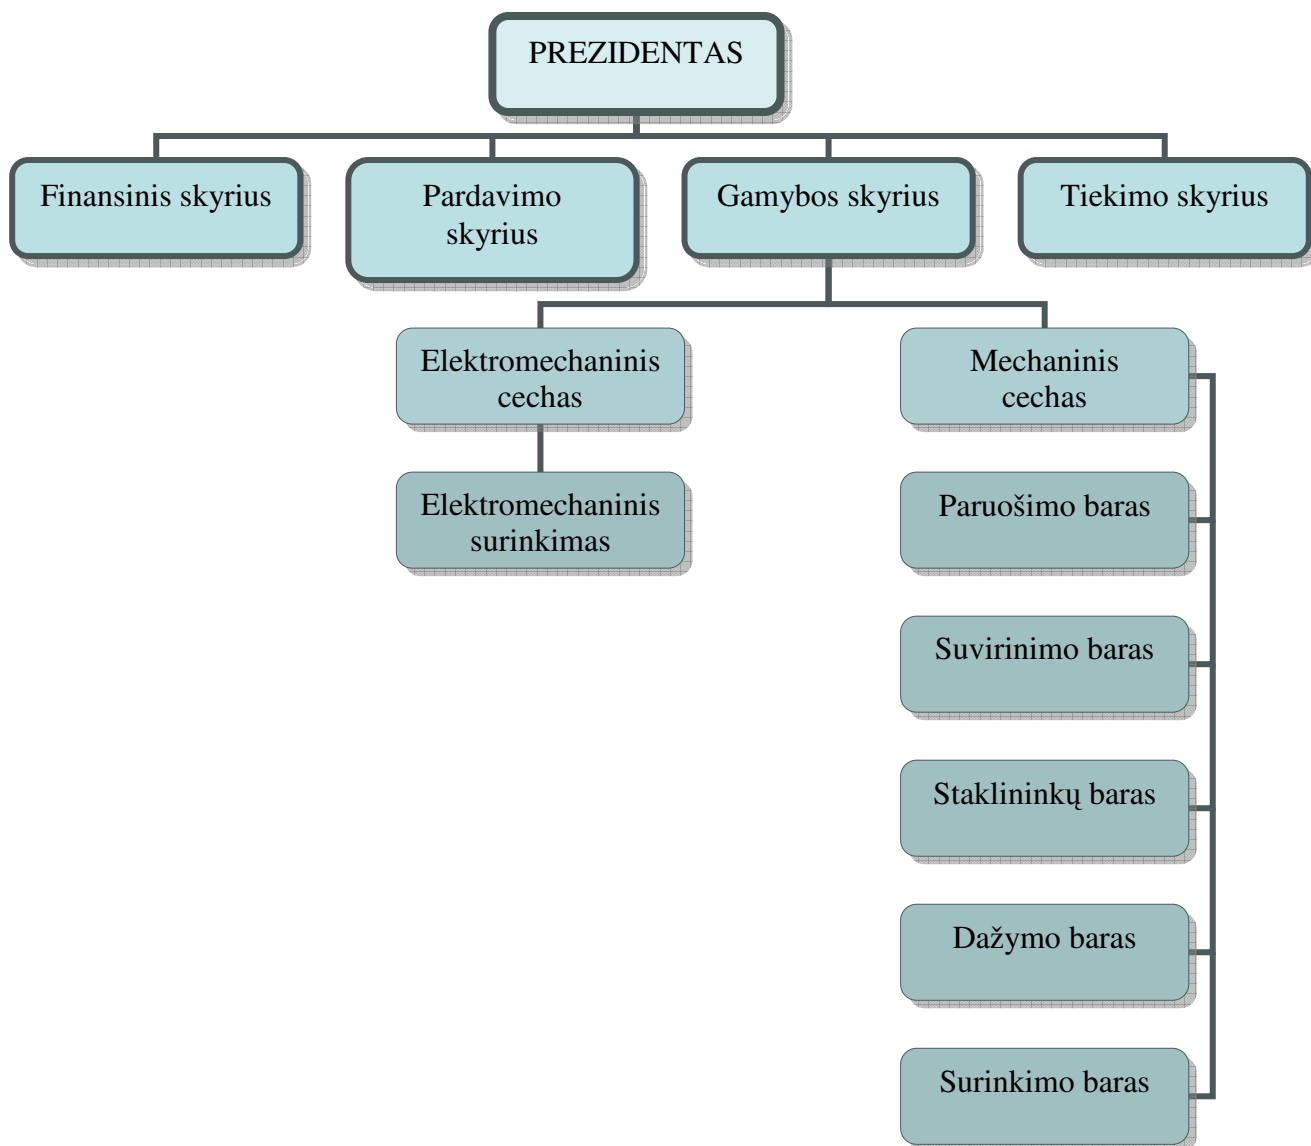 PREZIDENTAS
Finansinis skyrius
Pardavimo
skyrius
Gamybos skyrius
Tiekimo skyrius
Elektromechaninis
cechas
Mechaninis
cechas
Elektromechaninis
surinkimas
Paruošimo baras
Suvirinimo baras
Staklininkų baras
Dažymo baras
Surinkimo baras